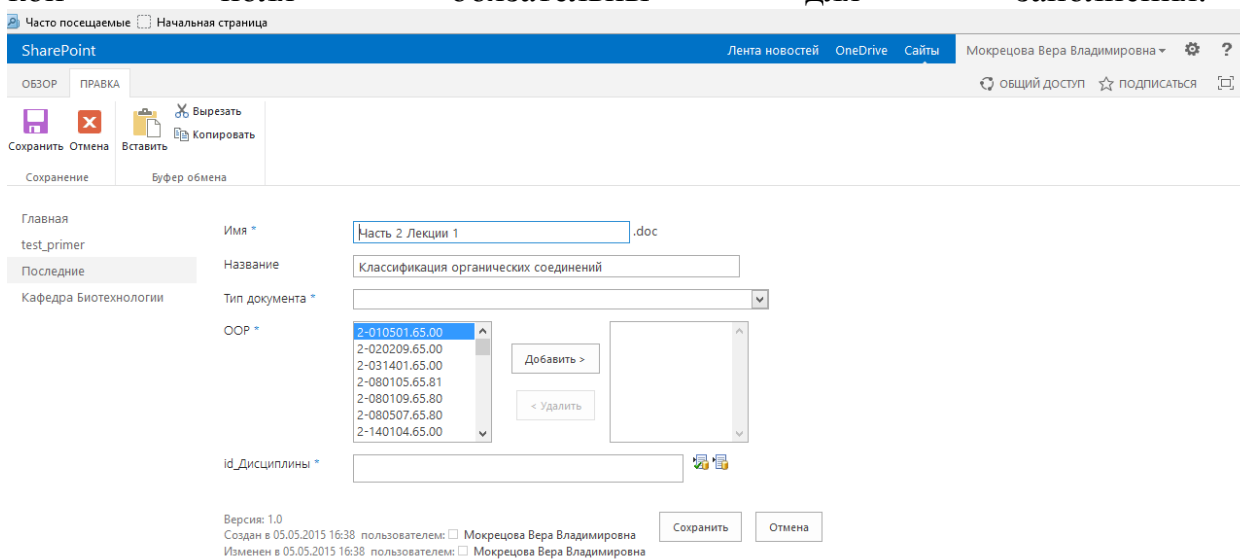 кой поля обязательны для заполнения.
Часто посещаемые Начальная страница
SharePoint Лента новостей OneDrive Сайты Мокрецова Вера Владимировна ?
ОБЗОР ПРАВКА ОБЩИЙ ДОСТУП ПОДПИСАТЬСЯ
Вырезать
Копировать
Сохранить Отмена Вставить
Сохранение Буфер обмена
Главная
test_primer
Последние
Кафедра Биотехнологии
Имя * Часть 2 Лекции 1 .doc
Название Классификация органических соединений
Тип документа *
ООР *
2-010501.65.00
2-020209.65.00
2-031401.65.00
2-080105.65.81
2-080109.65.80
2-080507.65.80
2-140104.65.00
Добавить >
< Удалить
id_Дисциплины *
Версия: 1.0
Создан в 05.05.2015 16:38 пользователем: Мокрецова Вера Владимировна
Изменен в 05.05.2015 16:38 пользователем: Мокрецова Вера Владимировна
Сохранить Отмена